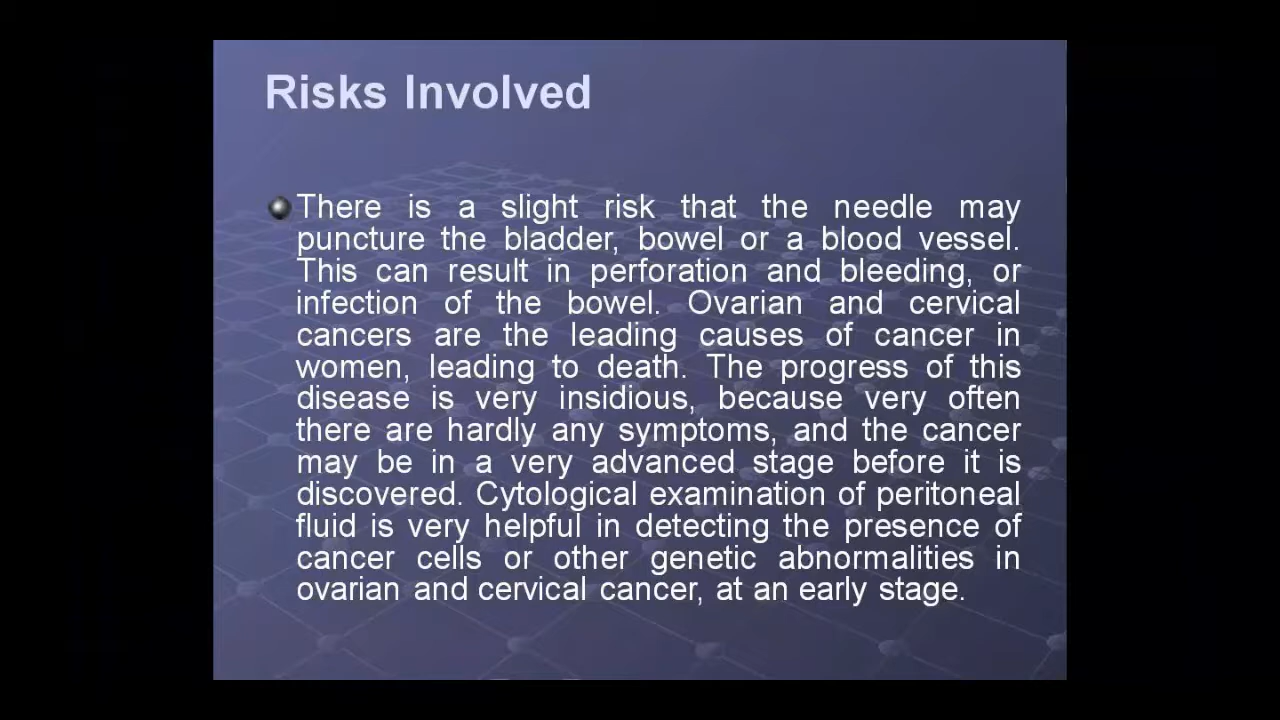 Risks Involved
There is a slight risk that the needle may
puncture the bladder, bowel or a blood vessel.
This can result in perforation and bleeding, or
infection of the bowel. Ovarian and cervical
cancers are the leading causes of cancer in
women, leading to death. The progress of this
disease is very insidious, because very often
there are hardly any symptoms, and the cancer
may be in a very advanced stage before it is
discovered. Cytological examination of peritoneal
fluid is very helpful in detecting the presence of
cancer cells or other genetic abnormalities in
ovarian and cervical cancer, at an early stage.